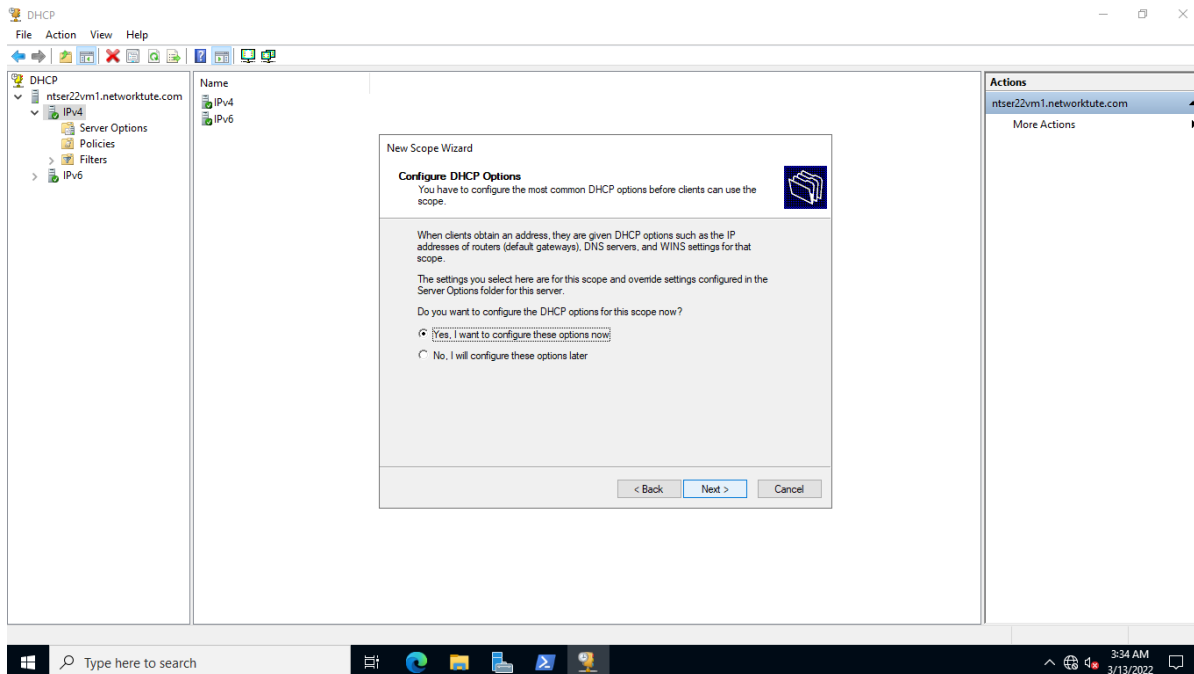 DHCP
File Action View Help
DHCP
ntser22vm1.networktute.com
IPv4
Server Options
Policies
Filters
IPv6
Name
IPv4
IPv6
New Scope Wizard
Configure DHCP Options
You have to configure the most common DHCP options before clients can use the
scope.
When clients obtain an address, they are given DHCP options such as the IP
addresses of routers (default gateways), DNS servers, and WINS settings for that
scope.
The settings you select here are for this scope and override settings configured in the
Server Options folder for this server.
Do you want to configure the DHCP options for this scope now?
Yes, I want to configure these options now
No, I will configure these options later
< Back Next > Cancel
Actions
ntser22vm1.networktute.com
More Actions
Type here to search
3:34 AM
3/13/2022